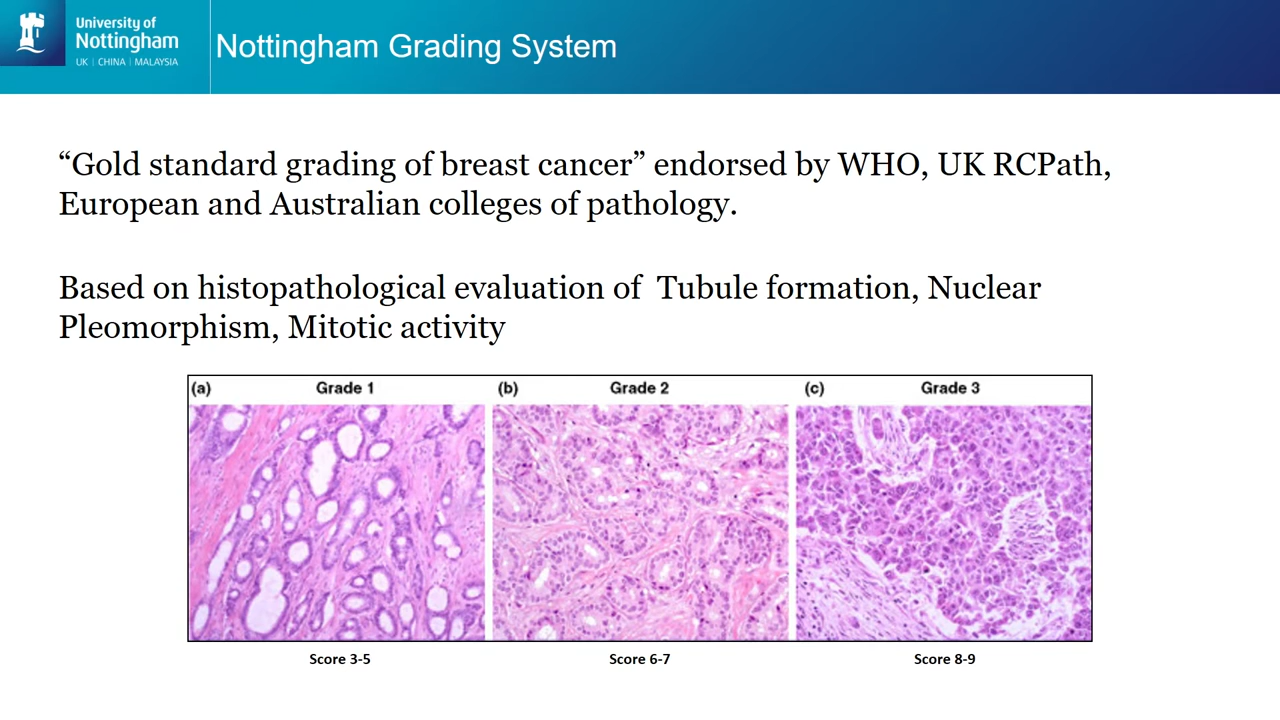 University of
Nottingham
UK | CHINA | MALAYSIA
Nottingham Grading System
“Gold standard grading of breast cancer” endorsed by WHO, UK RCPath,
European and Australian colleges of pathology.
Based on histopathological evaluation of  Tubule formation, Nuclear
Pleomorphism, Mitotic activity
(a) Grade 1 (b) Grade 2 (c) Grade 3
Score 3-5 Score 6-7 Score 8-9